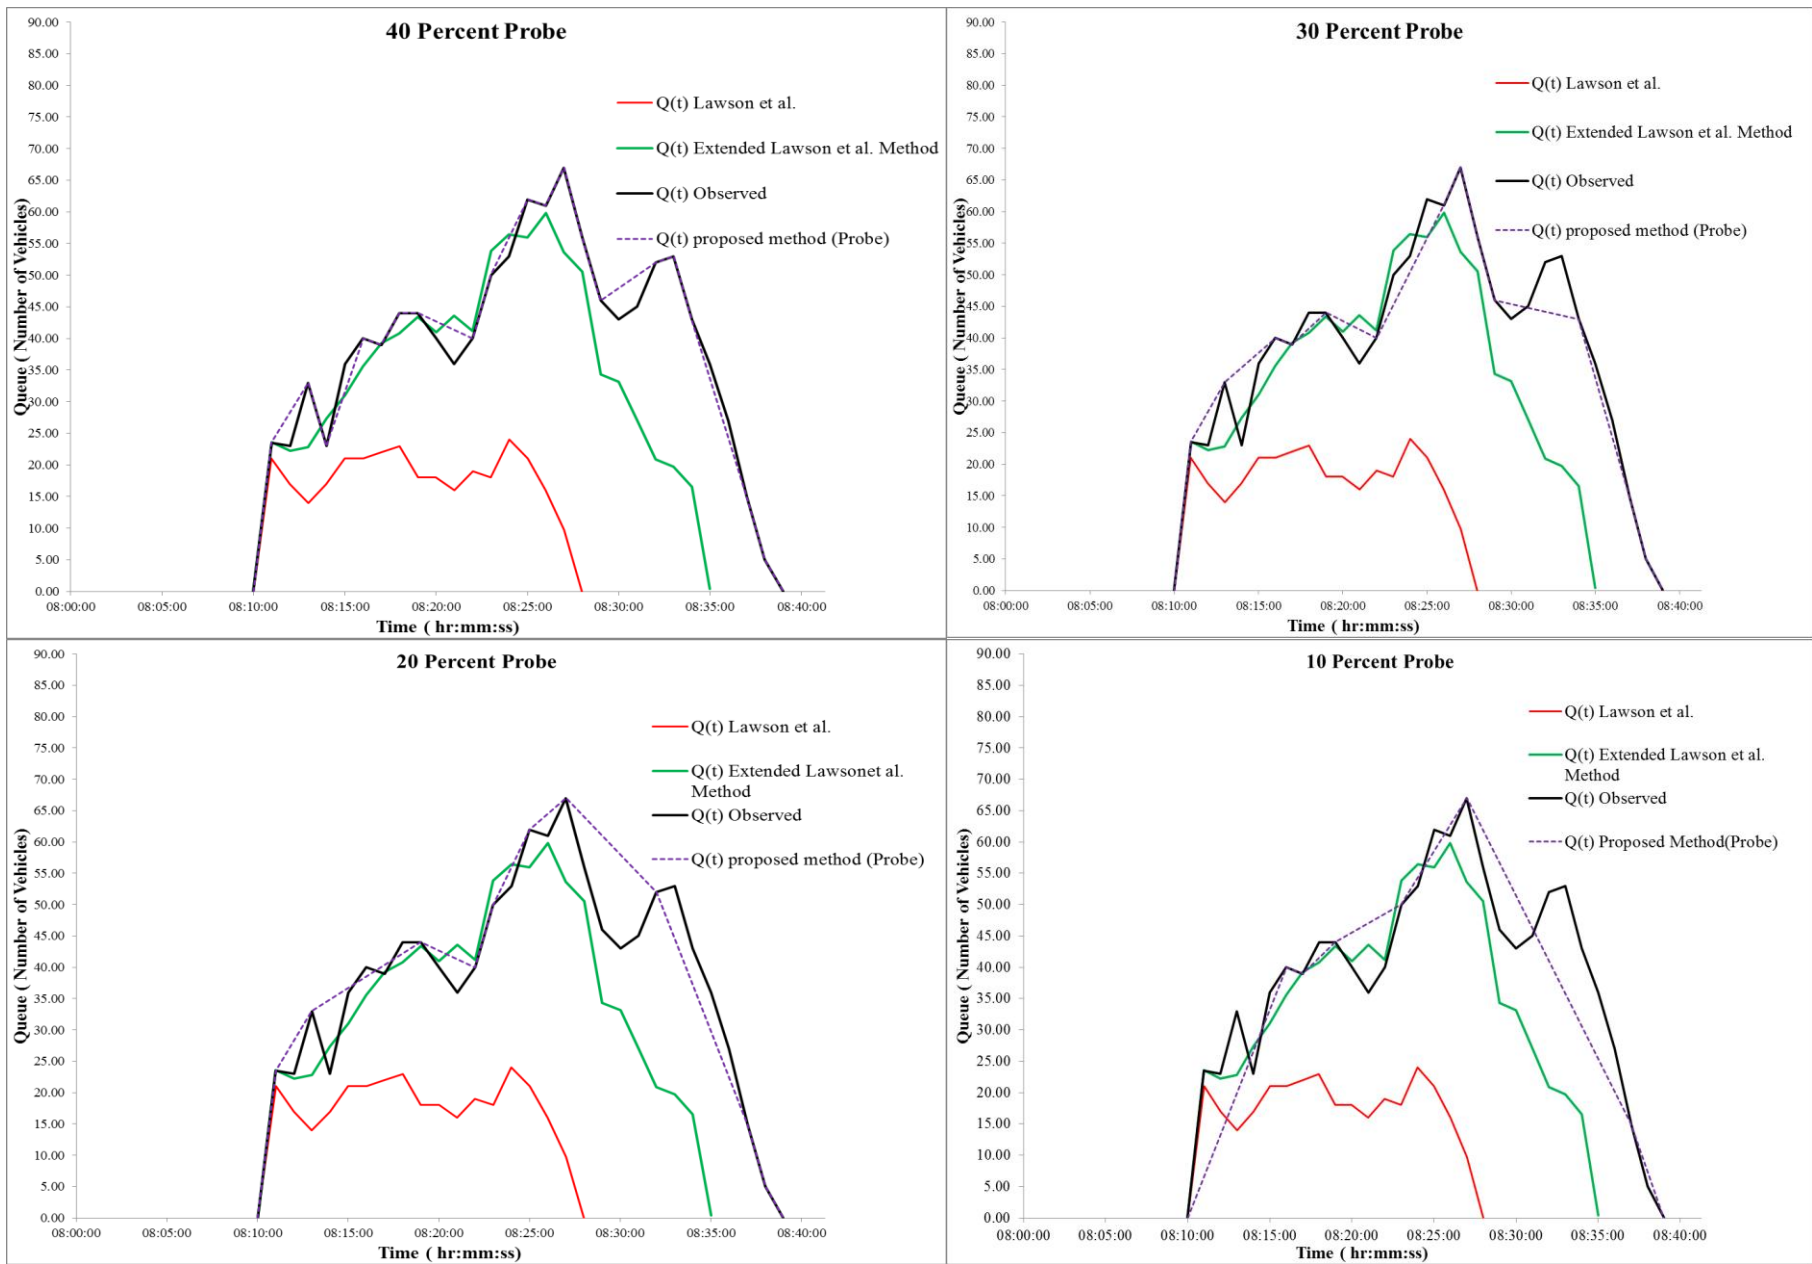 40 Percent Probe
90.00
85.00
80.00
75.00
70.00
65.00
60.00
55.00
50.00
45.00
40.00
35.00
30.00
25.00
20.00
15.00
10.00
5.00
0.00
Queue ( Number of Vehicles)
Q(t) Lawson et al.
Q(t) Extended Lawson et al. Method
Q(t) Observed
Q(t) proposed method (Probe)
08:00:00 08:05:00 08:10:00 08:15:00 08:20:00 08:25:00 08:30:00 08:35:00 08:40:00
Time ( hr:mm:ss)
30 Percent Probe
90.00
85.00
80.00
75.00
70.00
65.00
60.00
55.00
50.00
45.00
40.00
35.00
30.00
25.00
20.00
15.00
10.00
5.00
0.00
Queue ( Number of Vehicles)
Q(t) Lawson et al.
Q(t) Extended Lawson et al. Method
Q(t) Observed
Q(t) proposed method (Probe)
08:00:00 08:05:00 08:10:00 08:15:00 08:20:00 08:25:00 08:30:00 08:35:00 08:40:00
Time ( hr:mm:ss)
20 Percent Probe
90.00
85.00
80.00
75.00
70.00
65.00
60.00
55.00
50.00
45.00
40.00
35.00
30.00
25.00
20.00
15.00
10.00
5.00
0.00
Queue ( Number of Vehicles)
Q(t) Lawson et al.
Q(t) Extended Lawsonet al.
Method
Q(t) Observed
Q(t) proposed method (Probe)
08:00:00 08:05:00 08:10:00 08:15:00 08:20:00 08:25:00 08:30:00 08:35:00 08:40:00
Time ( hr:mm:ss)
10 Percent Probe
90.00
85.00
80.00
75.00
70.00
65.00
60.00
55.00
50.00
45.00
40.00
35.00
30.00
25.00
20.00
15.00
10.00
5.00
0.00
Queue ( Number of Vehicles)
Q(t) Lawson et al.
Q(t) Extended Lawson et al.
Method
Q(t) Observed
Q(t) Proposed Method(Probe)
08:00:00 08:05:00 08:10:00 08:15:00 08:20:00 08:25:00 08:30:00 08:35:00 08:40:00
Time ( hr:mm:ss)